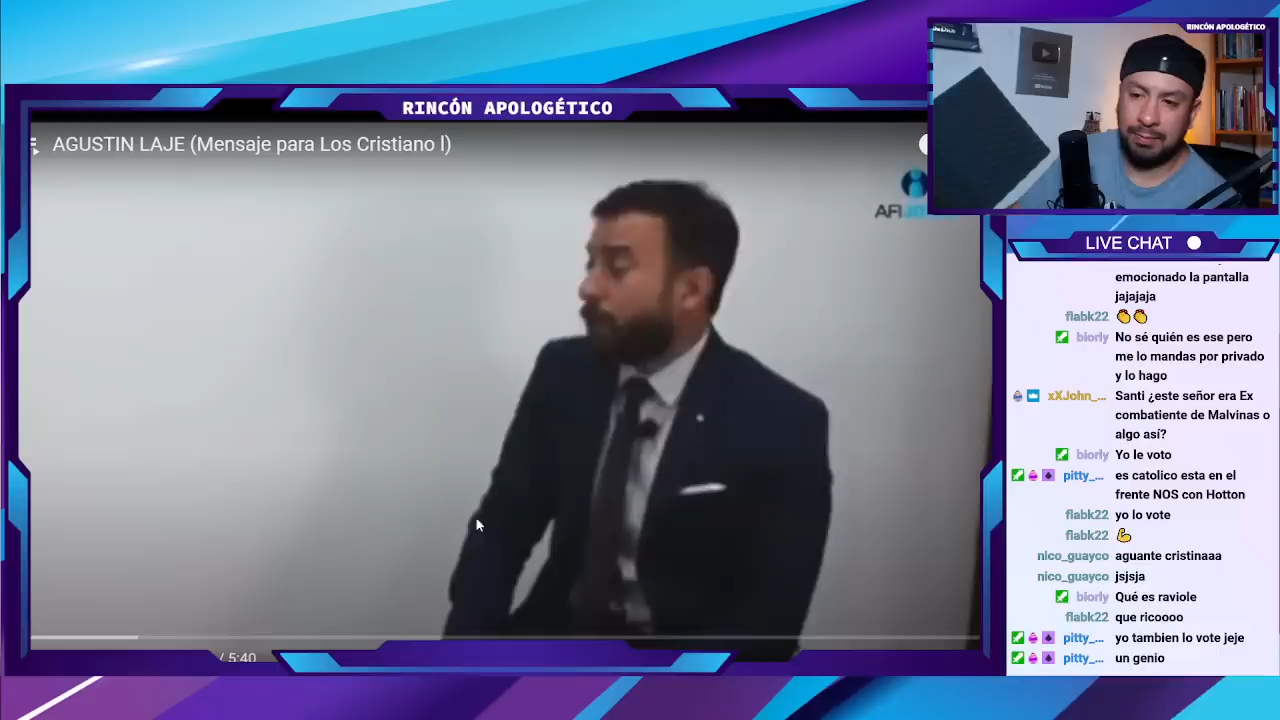 RINCÓN APOLOGÉTICO
RINCÓN APOLOGÉTICO
AGUSTIN LAJE (Mensaje para Los Cristiano l)
/ 5:40
LIVE CHAT
emocionado la pantalla
jajajaja
flabk22 👏👏
biorly No sé quién es ese pero
me lo mandas por privado
y lo hago
xXJohn_... Santi ¿este señor era Ex
combatiente de Malvinas o
algo así?
biorly Yo le voto
pitty_... es catolico esta en el
frente NOS con Hotton
flabk22 yo lo vote
flabk22 💪
nico_guayco aguante cristinaaa
nico_guayco jsjsja
biorly Qué es raviole
flabk22 que ricoooo
pitty_... yo tambien lo vote jeje
pitty_... un genio